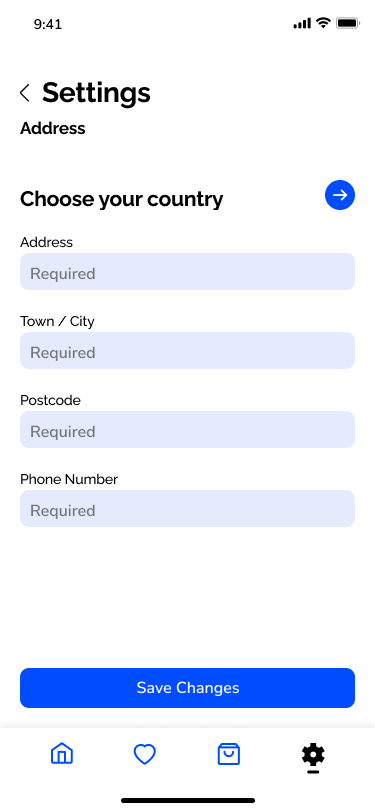 9:41
Settings
Address
Choose your country
Address
Required
Town / City
Required
Postcode
Required
Phone Number
Required
Save Changes